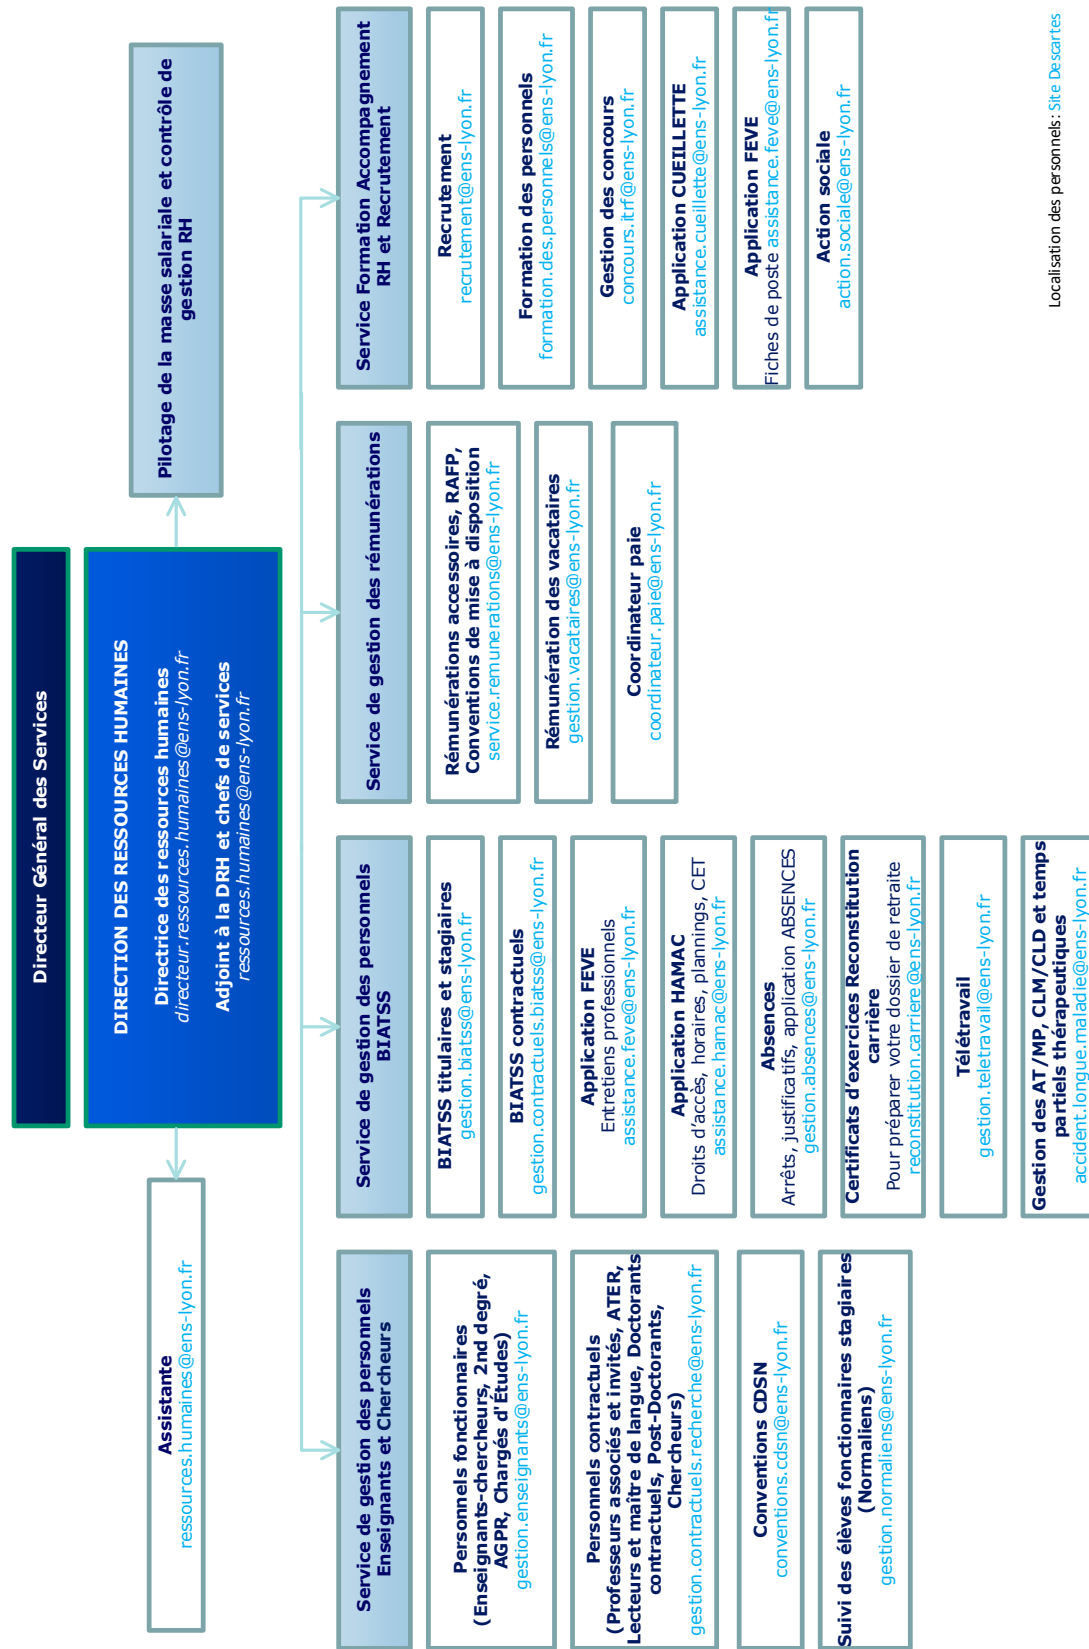 Directeur Général des Services
DIRECTION DES RESSOURCES HUMAINES
Directrice des ressources humaines
directeur.ressources.humaines@ens-lyon.fr
Adjoint à la DRH et chefs de services
ressources.humaines@ens-lyon.fr
Assistante
ressources.humaines@ens-lyon.fr
Pilotage de la masse salariale et contrôle de
gestion RH
Service de gestion des personnels
Enseignants et Chercheurs
Personnels fonctionnaires
(Enseignants-chercheurs, 2nd degré,
AGPR, Chargés d'Études)
gestion.enseignants@ens-lyon.fr
Personnels contractuels
(Professeurs associés et invités, ATER,
Lecteurs et maître de langue, Doctorants
contractuels, Post-Doctorants,
Chercheurs)
gestion.contractuels.recherche@ens-lyon.fr
Conventions CDSN
conventions.cdsn@ens-lyon.fr
Suivi des élèves fonctionnaires stagiaires
(Normaliens)
gestion.normaliens@ens-lyon.fr
Service de gestion des personnels
BIATSS
BIATSS titulaires et stagiaires
gestion.biatss@ens-lyon.fr
BIATSS contractuels
gestion.contractuels.biatss@ens-lyon.fr
Application FEVE
Entretiens professionnels
assistance.feve@ens-lyon.fr
Application HAMAC
Droits d'accès, horaires, plannings, CET
assistance.hamac@ens-lyon.fr
Absences
Arrêts, justificatifs, application ABSENCES
gestion.absences@ens-lyon.fr
Certificats d'exercices Reconstitution
carrière
Pour préparer votre dossier de retraite
reconstitution.carriere@ens-lyon.fr
Télétravail
gestion.teletravail@ens-lyon.fr
Gestion des AT/MP, CLM/CLD et temps
partiels thérapeutiques
accident.longue.maladie@ens-lyon.fr
Service de gestion des rémunérations
Rémunérations accessoires, RAFP,
Conventions de mise à disposition
service.remunerations@ens-lyon.fr
Rémunération des vacataires
gestion.vacataires@ens-lyon.fr
Coordinateur paie
coordinateur.paie@ens-lyon.fr
Service Formation Accompagnement
RH et Recrutement
Recrutement
recrutement@ens-lyon.fr
Formation des personnels
formation.des.personnels@ens-lyon.fr
Gestion des concours
concours.itrf@ens-lyon.fr
Application CUEILLETTE
assistance.cueillette@ens-lyon.fr
Application FEVE
Fiches de poste assistance.feve@ens-lyon.fr
Action sociale
action.sociale@ens-lyon.fr
Localisation des personnels: Site Descartes